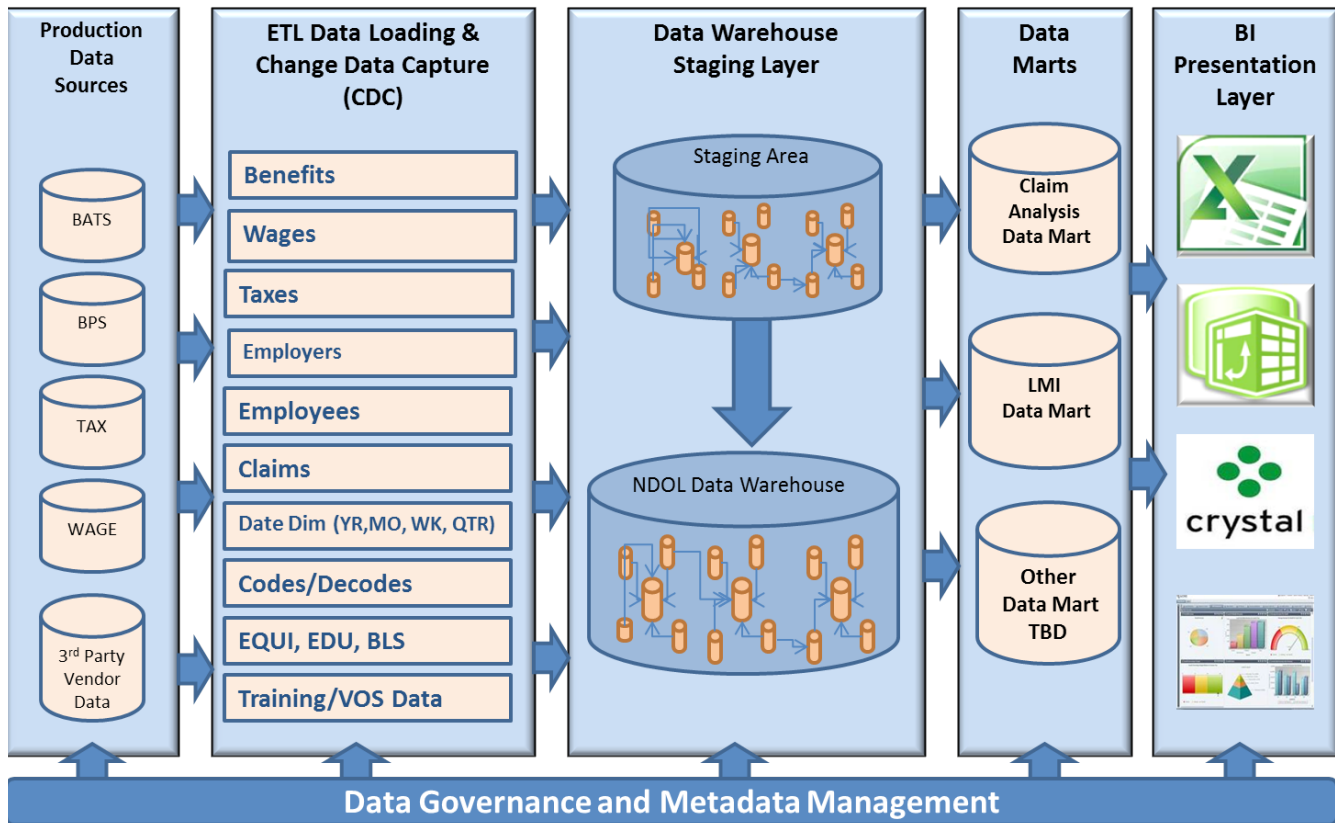 Production
Data
Sources
BATS
BPS
TAX
WAGE
3rd Party
Vendor
Data
ETL Data Loading &
Change Data Capture
(CDC)
Benefits
Wages
Taxes
Employers
Employees
Claims
Date Dim (YR,MO, WK, QTR)
Codes/Decodes
EQUI, EDU, BLS
Training/VOS Data
Data Warehouse
Staging Layer
Staging Area
NDOL Data Warehouse
Data
Marts
Claim
Analysis
Data Mart
LMI
Data Mart
Other
Data Mart
TBD
BI
Presentation
Layer
X
crystal
Data Governance and Metadata Management